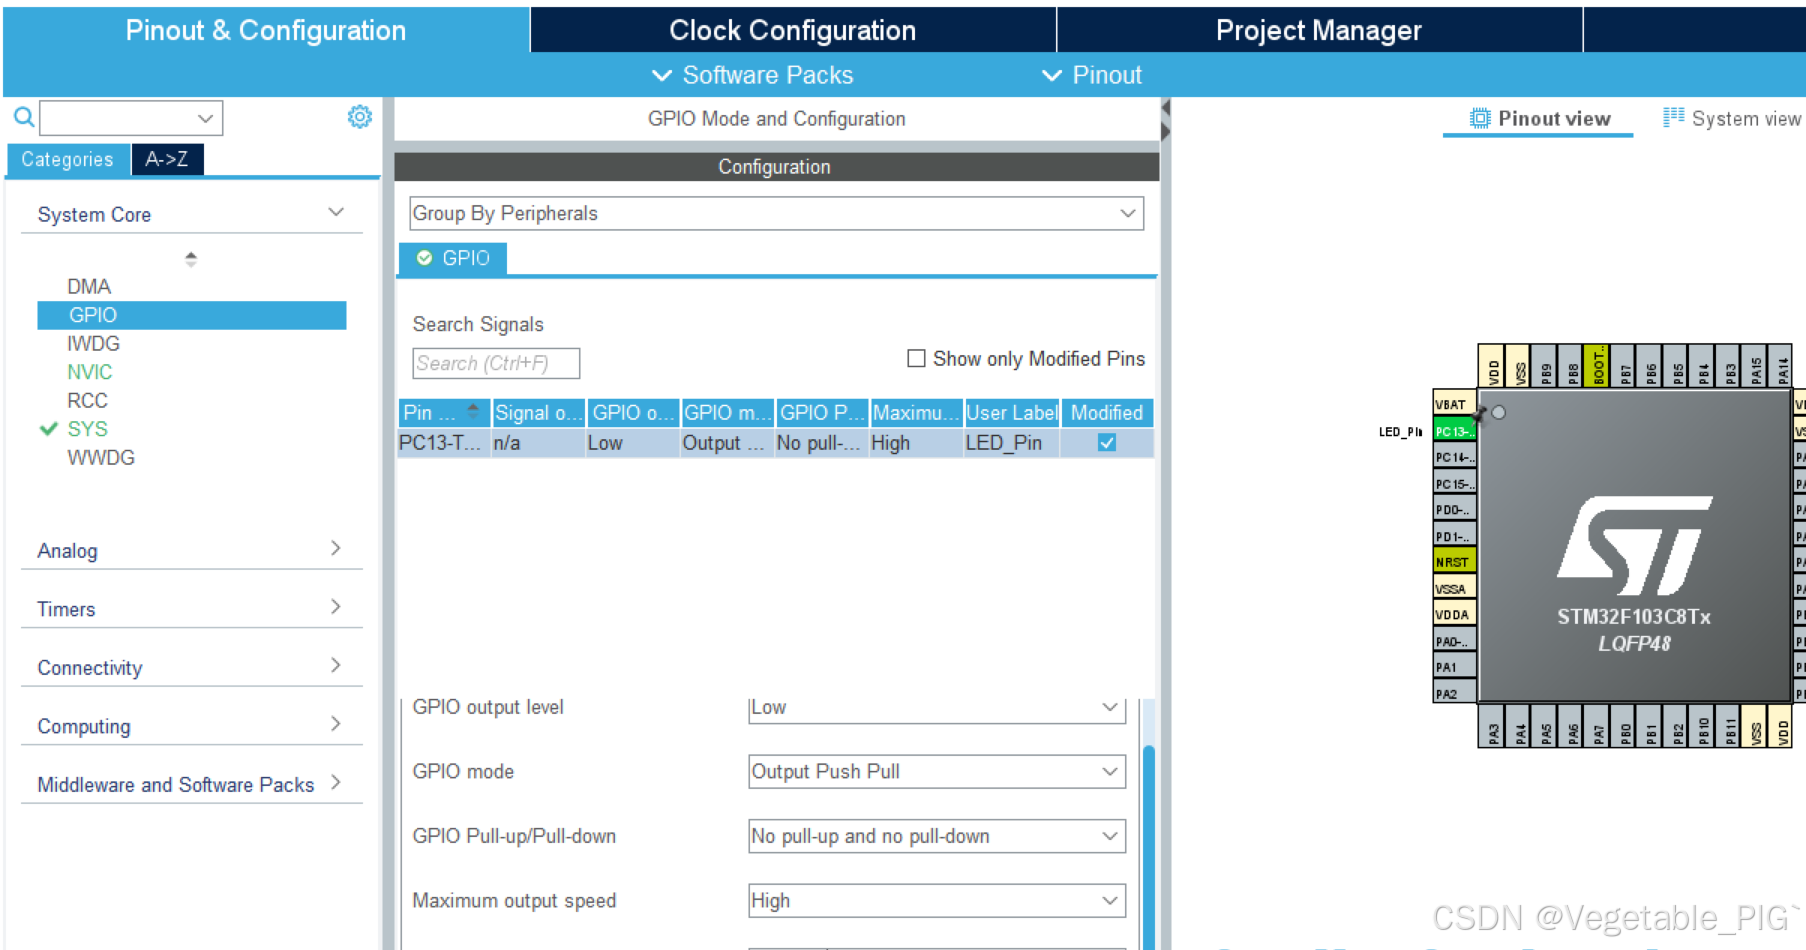 Pinout & Configuration
Clock Configuration
Project Manager
Software Packs
Pinout
Categories
A->Z
System Core
DMA
GPIO
IWDG
NVIC
RCC
SYS
WWDG
Analog
Timers
Connectivity
Computing
Middleware and Software Packs
GPIO Mode and Configuration
Configuration
Group By Peripherals
GPIO
Search Signals
Search (Ctrl+F)
Show only Modified Pins
Pin ... Signal o... GPIO o... GPIO m... GPIO P... Maximu... User Label Modified
PC13-T... n/a Low Output ... No pull-... High LED_Pin
GPIO output level Low
GPIO mode Output Push Pull
GPIO Pull-up/Pull-down No pull-up and no pull-down
Maximum output speed High
Pinout view
System view
VDD VSS PB9 PB8 BOOT.. PB7 PB6 PB5 PB4 PB3 PA15 PA14
VBAT
LED_Pin PC13-..
PC14-..
PC15-..
PD0-..
PD1-..
NRST
VSSA
VDDA
PA0-..
PA1
PA2
STM32F103C8Tx
LQFP48
PA3 PA4 PA5 PA6 PA7 PB0 PB1 PB2 PB10 PB11 VSS VDD
CSDN @Vegetable_PIG`